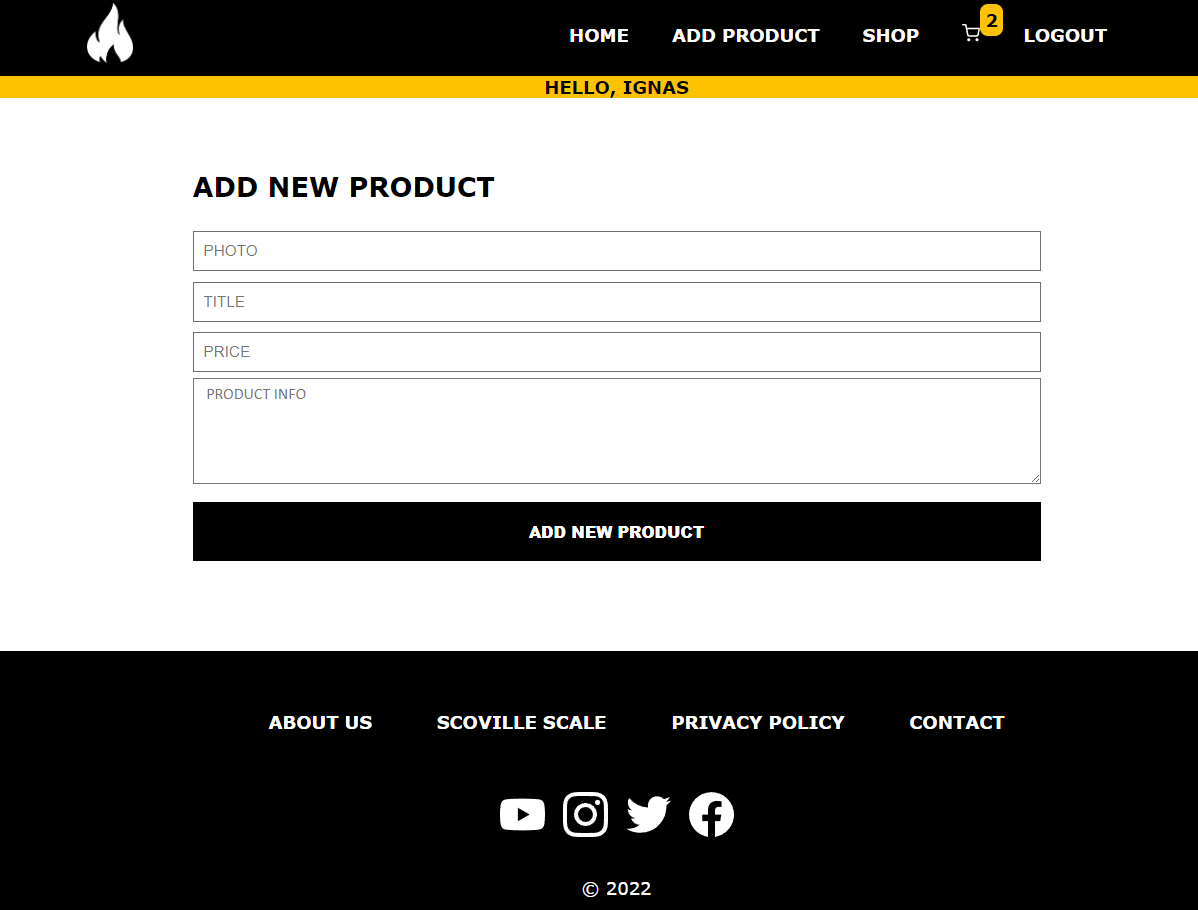 HOME ADD PRODUCT SHOP 2 LOGOUT
HELLO, IGNAS
ADD NEW PRODUCT
PHOTO
TITLE
PRICE
PRODUCT INFO
ADD NEW PRODUCT
ABOUT US SCOVILLE SCALE PRIVACY POLICY CONTACT
© 2022